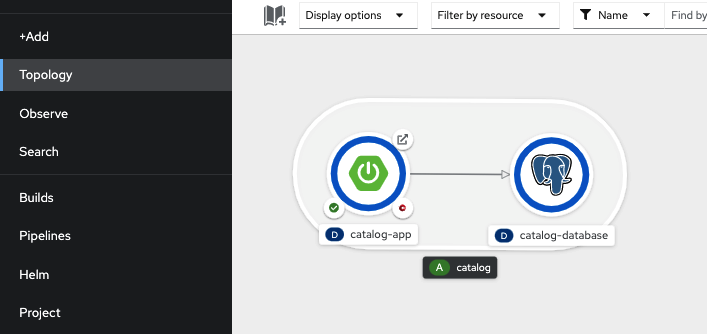 +Add
Topology
Observe
Search
Builds
Pipelines
Helm
Project
Display options
Filter by resource
Name
Find by
D catalog-app
D catalog-database
A catalog